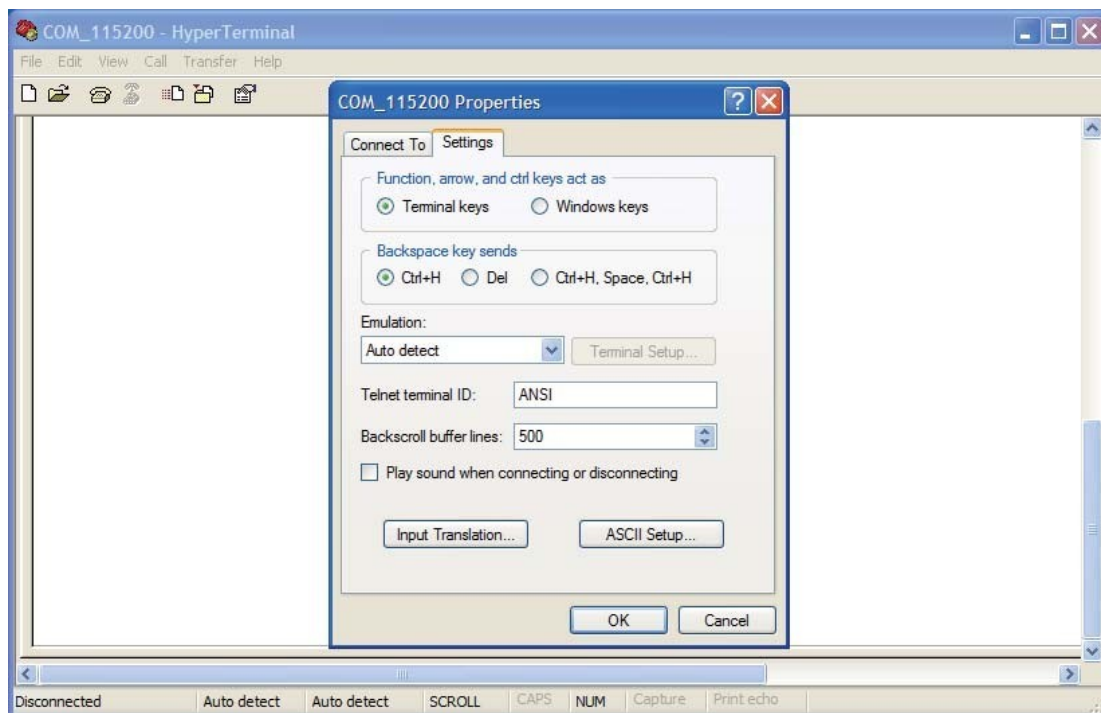 COM_115200 - HyperTerminal
File Edit View Call Transfer Help
COM_115200 Properties
Connect To Settings
Function, arrow, and ctrl keys act as
Terminal keys Windows keys
Backspace key sends
Ctrl+H Del Ctrl+H, Space, Ctrl+H
Emulation:
Auto detect Terminal Setup...
Telnet terminal ID: ANSI
Backscroll buffer lines: 500
Play sound when connecting or disconnecting
Input Translation... ASCII Setup...
OK Cancel
Disconnected Auto detect Auto detect SCROLL CAPS NUM Capture Print echo